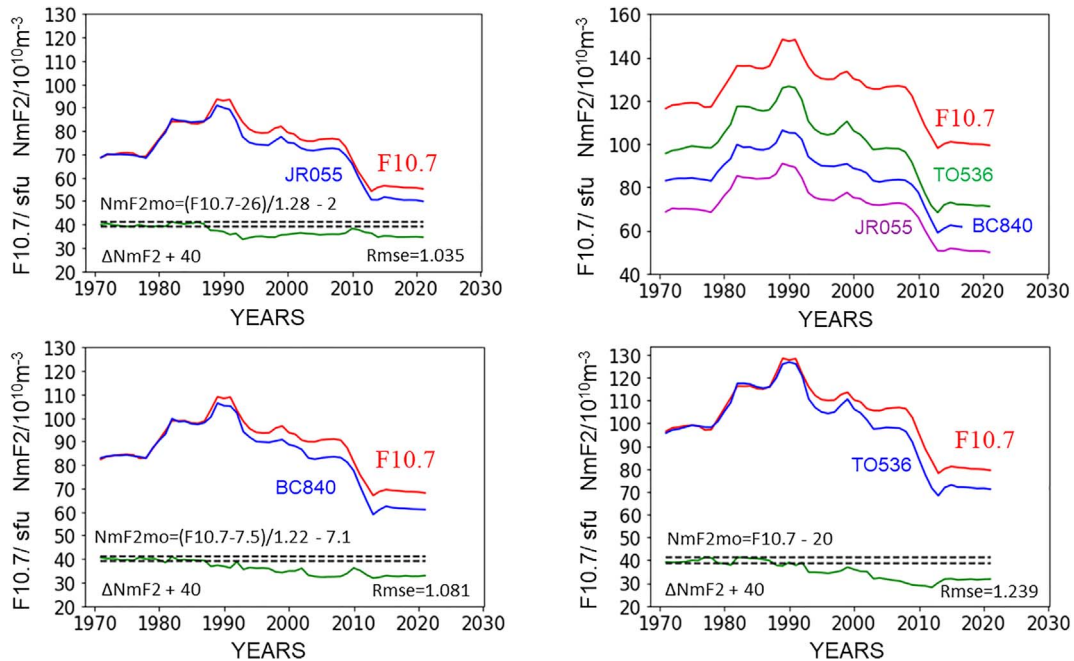 130
120
110
100
90
80
70
60
50
40
30
20
F10.7/ sfu NmF2/10¹⁰m⁻³
F10.7
JR055
NmF2mo=(F10.7-26)/1.28 - 2
ΔNmF2 + 40
Rmse=1.035
1970 1980 1990 2000 2010 2020 2030
YEARS
160
140
120
100
80
60
40
F10.7/ sfu NmF2/10¹⁰m⁻³
F10.7
TO536
BC840
JR055
1970 1980 1990 2000 2010 2020 2030
YEARS
130
120
110
100
90
80
70
60
50
40
30
20
F10.7/ sfu NmF2/10¹⁰m⁻³
F10.7
BC840
NmF2mo=(F10.7-7.5)/1.22 - 7.1
ΔNmF2 + 40
Rmse=1.081
1970 1980 1990 2000 2010 2020 2030
YEARS
130
120
110
100
90
80
70
60
50
40
30
20
F10.7/ sfu NmF2/10¹⁰m⁻³
F10.7
TO536
NmF2mo=F10.7 - 20
ΔNmF2 + 40
Rmse=1.239
1970 1980 1990 2000 2010 2020 2030
YEARS